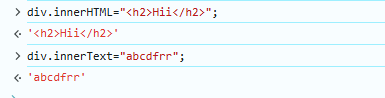 > div.innerHTML="<h2>Hii</h2>";
< '<h2>Hii</h2>'
> div.innerText="abcdfrr";
< 'abcdfrr'
>